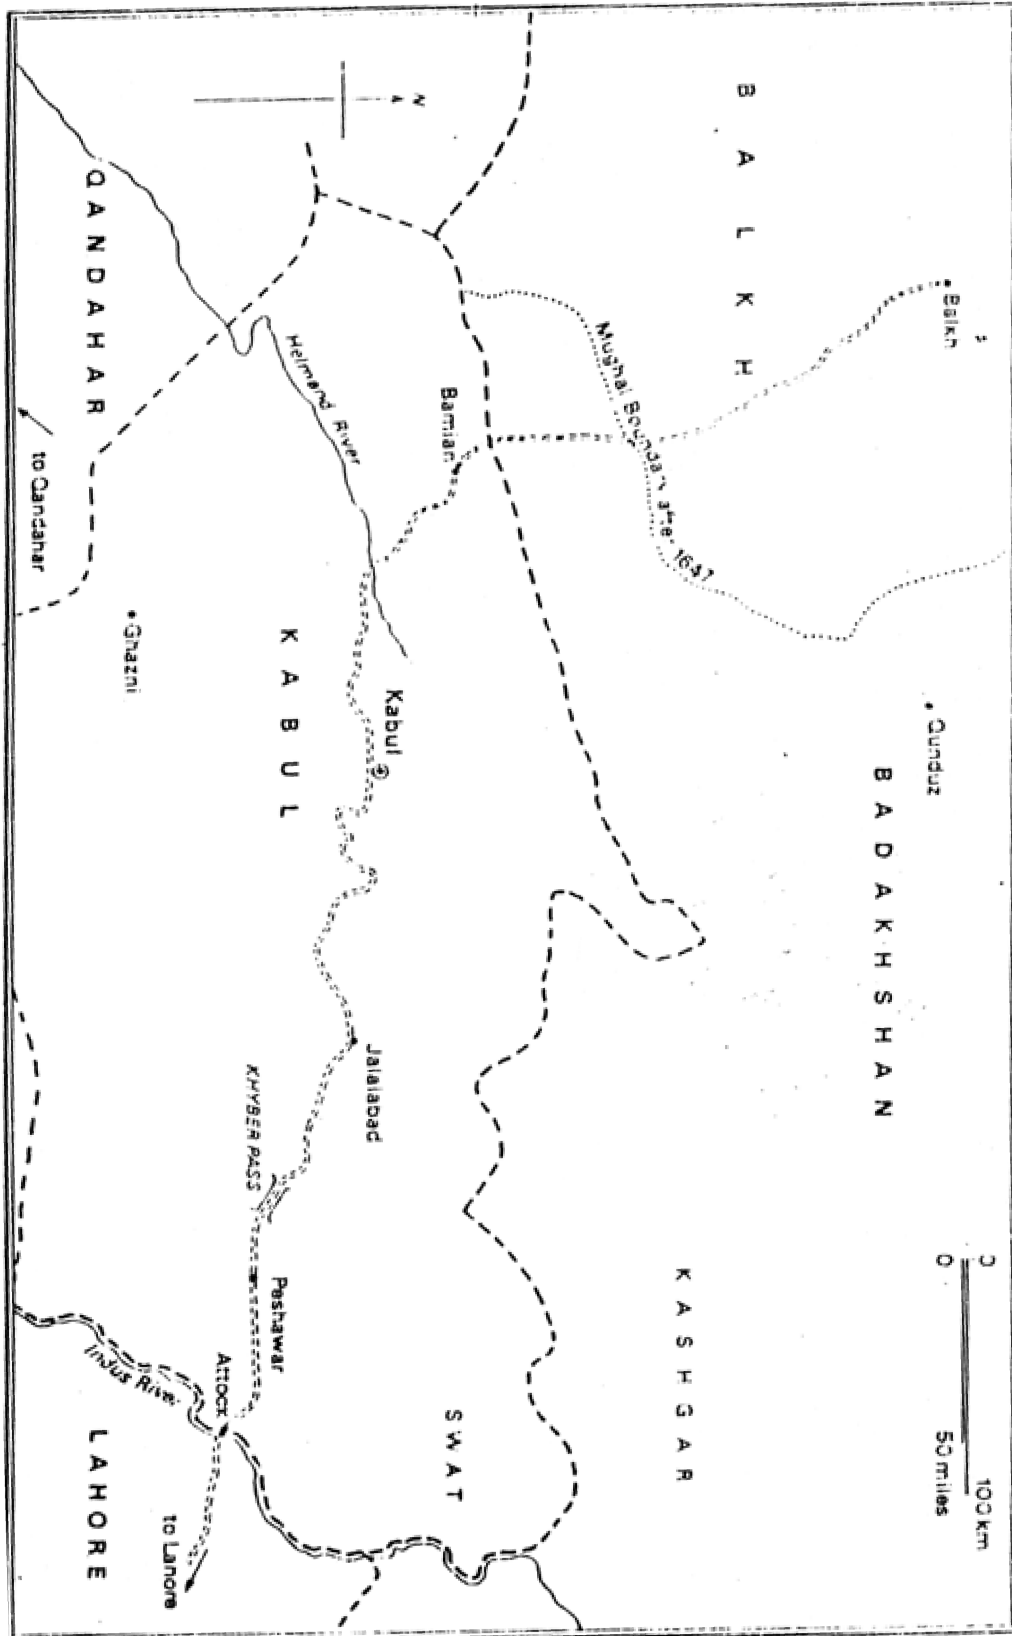 N
BALKH
Balkh
Mughal Boundary after 1647
Qunduz
BADAKHSHAN
0 100 km
0 50 miles
KASHGAR
Bamian
Helmand River
QANDAHAR
to Qandahar
Ghazni
KABUL
Kabul
Jalalabad
KHYBER PASS
Peshawar
Attock
SWAT
Indus River
LAHORE
to Lahore